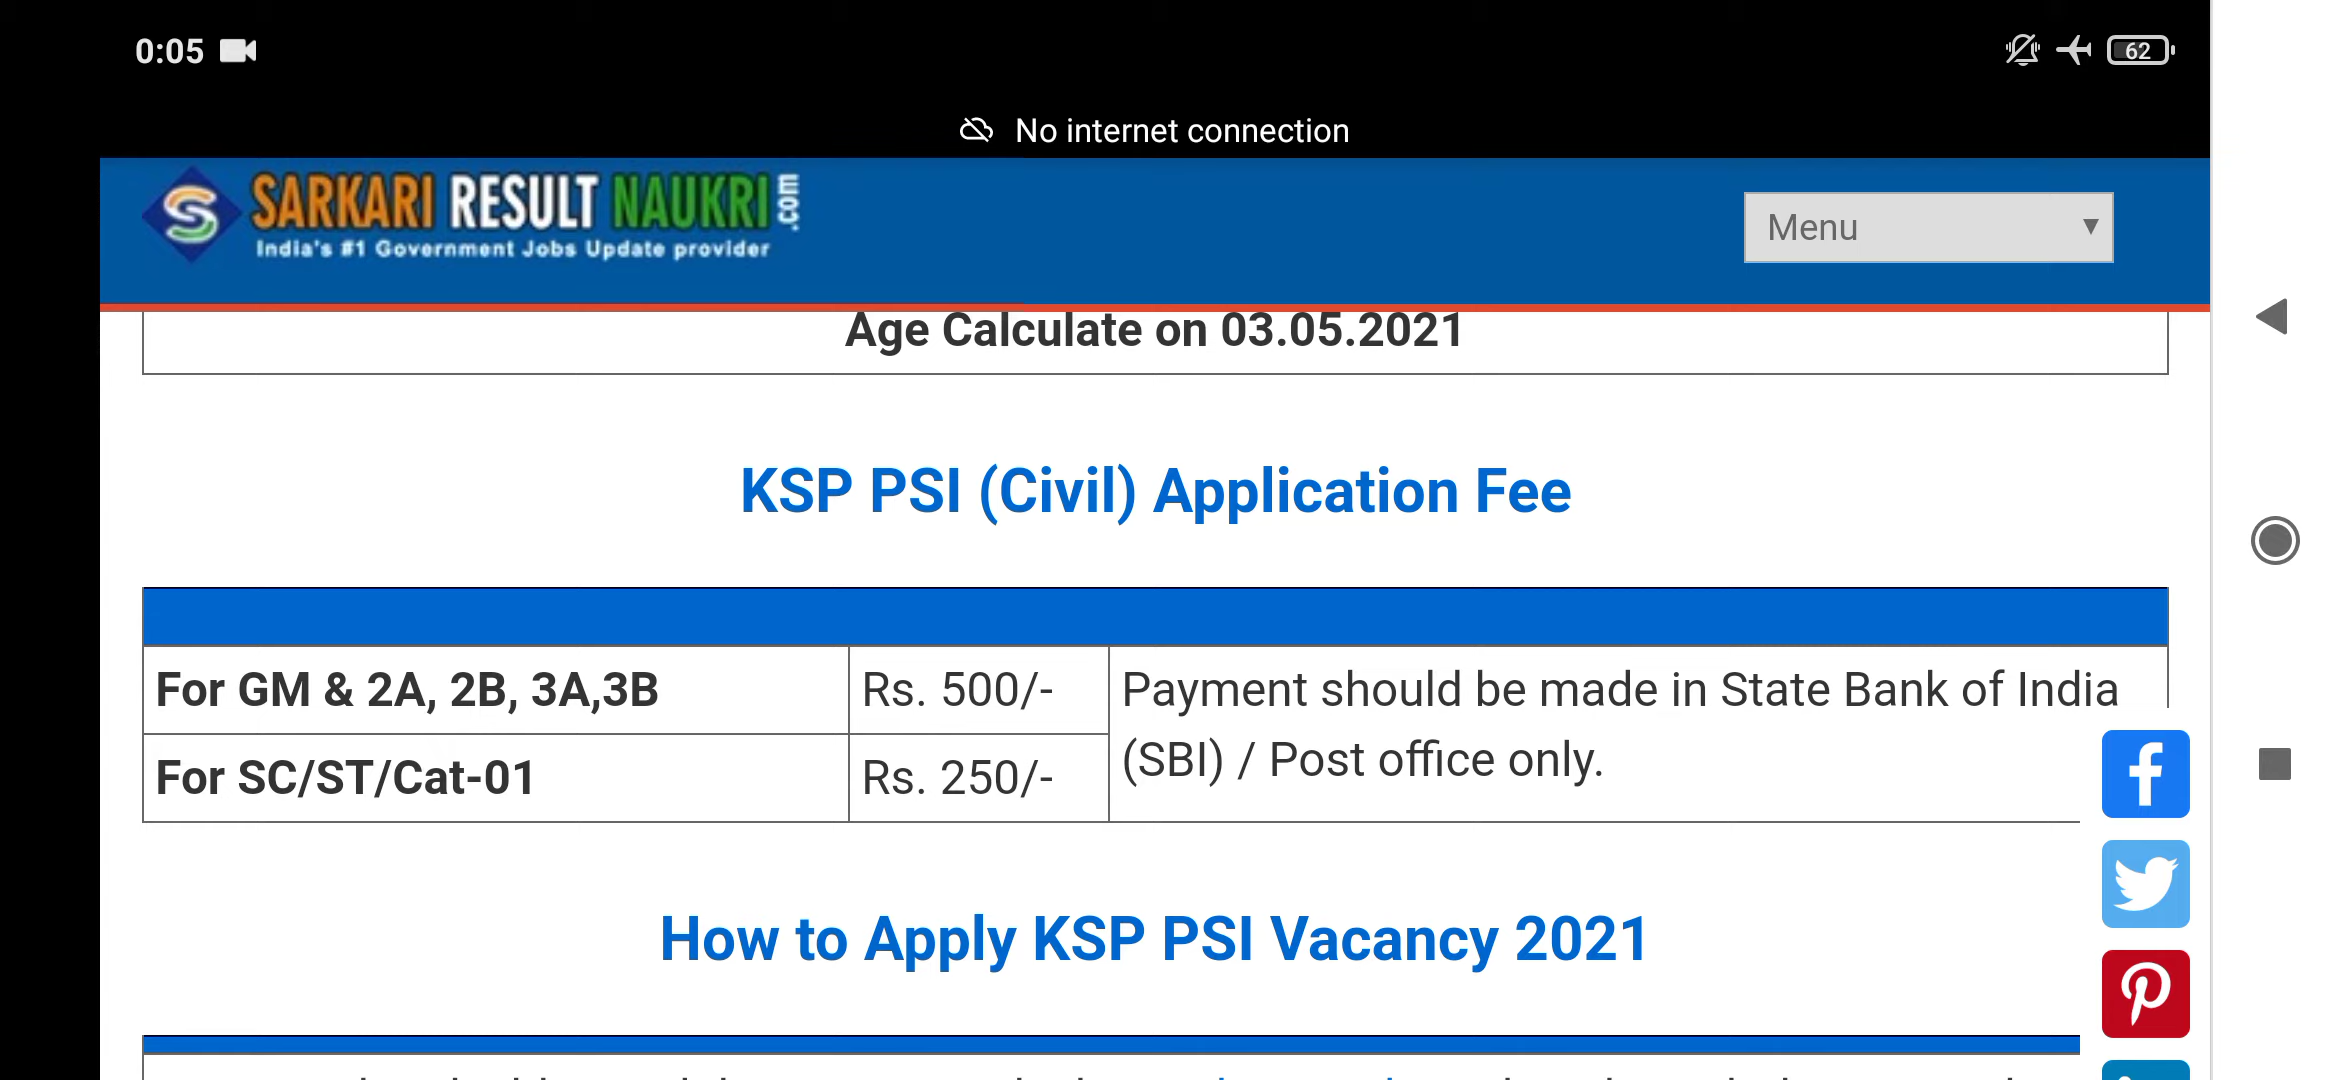 0:05
62
No internet connection
SARKARI RESULT NAUKRI.com
India's #1 Government Jobs Update provider
Menu
Age Calculate on 03.05.2021
KSP PSI (Civil) Application Fee
For GM & 2A, 2B, 3A,3B
Rs. 500/-
Payment should be made in State Bank of India
(SBI) / Post office only.
For SC/ST/Cat-01
Rs. 250/-
How to Apply KSP PSI Vacancy 2021